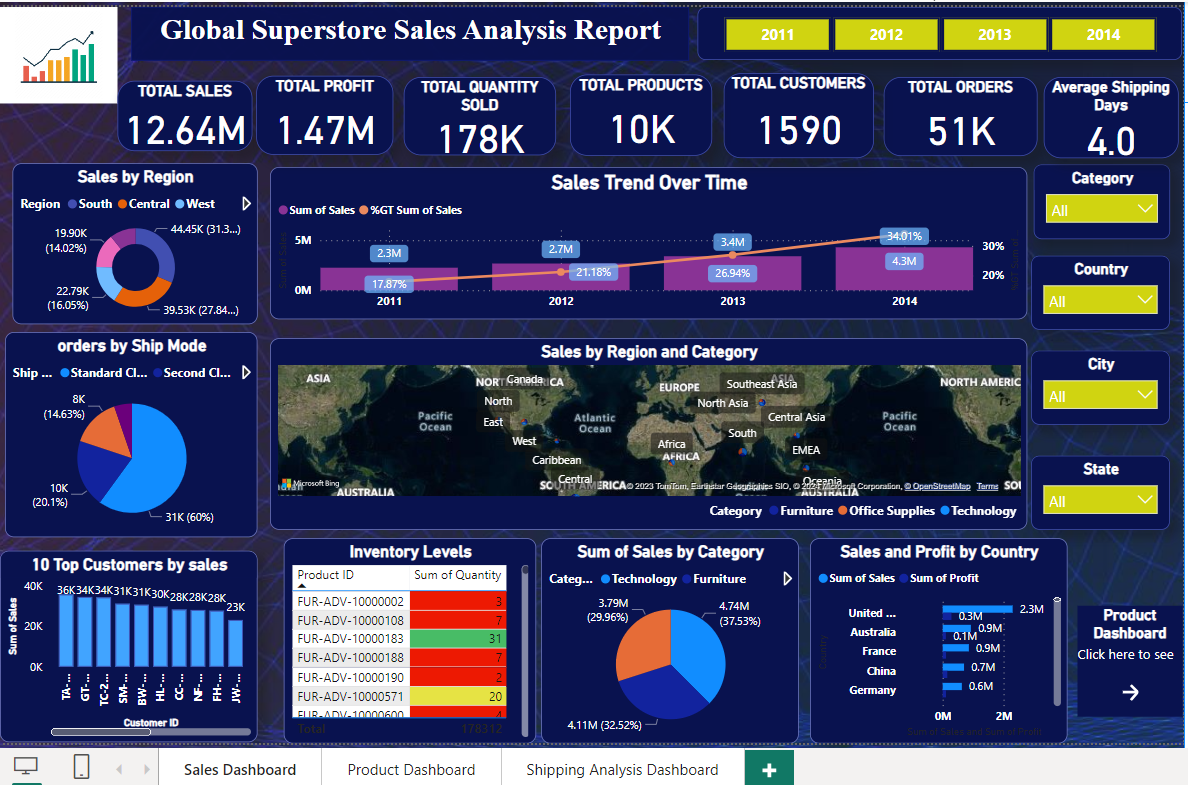 Global Superstore Sales Analysis Report
2011
2012
2013
2014
TOTAL SALES
12.64M
TOTAL PROFIT
1.47M
TOTAL QUANTITY
SOLD
178K
TOTAL PRODUCTS
10K
TOTAL CUSTOMERS
1590
TOTAL ORDERS
51K
Average Shipping
Days
4.0
Sales by Region
Region South Central West
19.90K
(14.02%)
44.45K (31.3...)
22.79K
(16.05%)
39.53K (27.84...)
Sales Trend Over Time
Sum of Sales %GT Sum of Sales
Sum of Sales
5M
0M
2.3M
2.7M
3.4M
34.01%
17.87%
21.18%
26.94%
4.3M
30%
20%
2011
2012
2013
2014
Category
All
Country
All
City
All
State
All
orders by Ship Mode
Ship ... Standard Cl... Second Cl...
8K
(14.63%)
10K
(20.1%)
31K (60%)
Sales by Region and Category
ASIA
NORTH AMERICA
Canada
North
East
West
Caribbean
Central
Pacific
Ocean
Atlantic
Ocean
EUROPE
ASIA
Southeast Asia
North Asia
Central Asia
South
Africa
AFRICA
EMEA
Oceania
AUSTRALIA
NORTH AMERIC
Pacific
Ocean
AUSTRALIA
SOUTH AMERICA
SOU
Microsoft Bing
© 2023 TomTom, Earthstar Geographics SIO, © 2024 Microsoft Corporation, © OpenStreetMap Terms
Category Furniture Office Supplies Technology
10 Top Customers by sales
Sum of Sales
40K
20K
0K
36K 34K 34K 31K 31K 30K 28K 28K 28K 23K
TA-...
GT-...
TC-2...
SM-...
BW-...
HL-...
CC-...
NF-...
FH-...
JW-...
Customer ID
Inventory Levels
Product ID Sum of Quantity
FUR-ADV-10000002 3
FUR-ADV-10000108 7
FUR-ADV-10000183 31
FUR-ADV-10000188 7
FUR-ADV-10000190 2
FUR-ADV-10000571 20
FUR-ADV-10000600 4
Total 178312
Sum of Sales by Category
Categ... Technology Furniture
3.79M
(29.96%)
4.74M
(37.53%)
4.11M (32.52%)
Sales and Profit by Country
Sum of Sales Sum of Profit
Country
United ...
Australia
France
China
Germany
2.3M
0.3M
0.9M
0.1M
0.9M
0.7M
0.6M
0M
2M
Sum of Sales and Sum of Profit
Product
Dashboard
Click here to see
Sales Dashboard
Product Dashboard
Shipping Analysis Dashboard